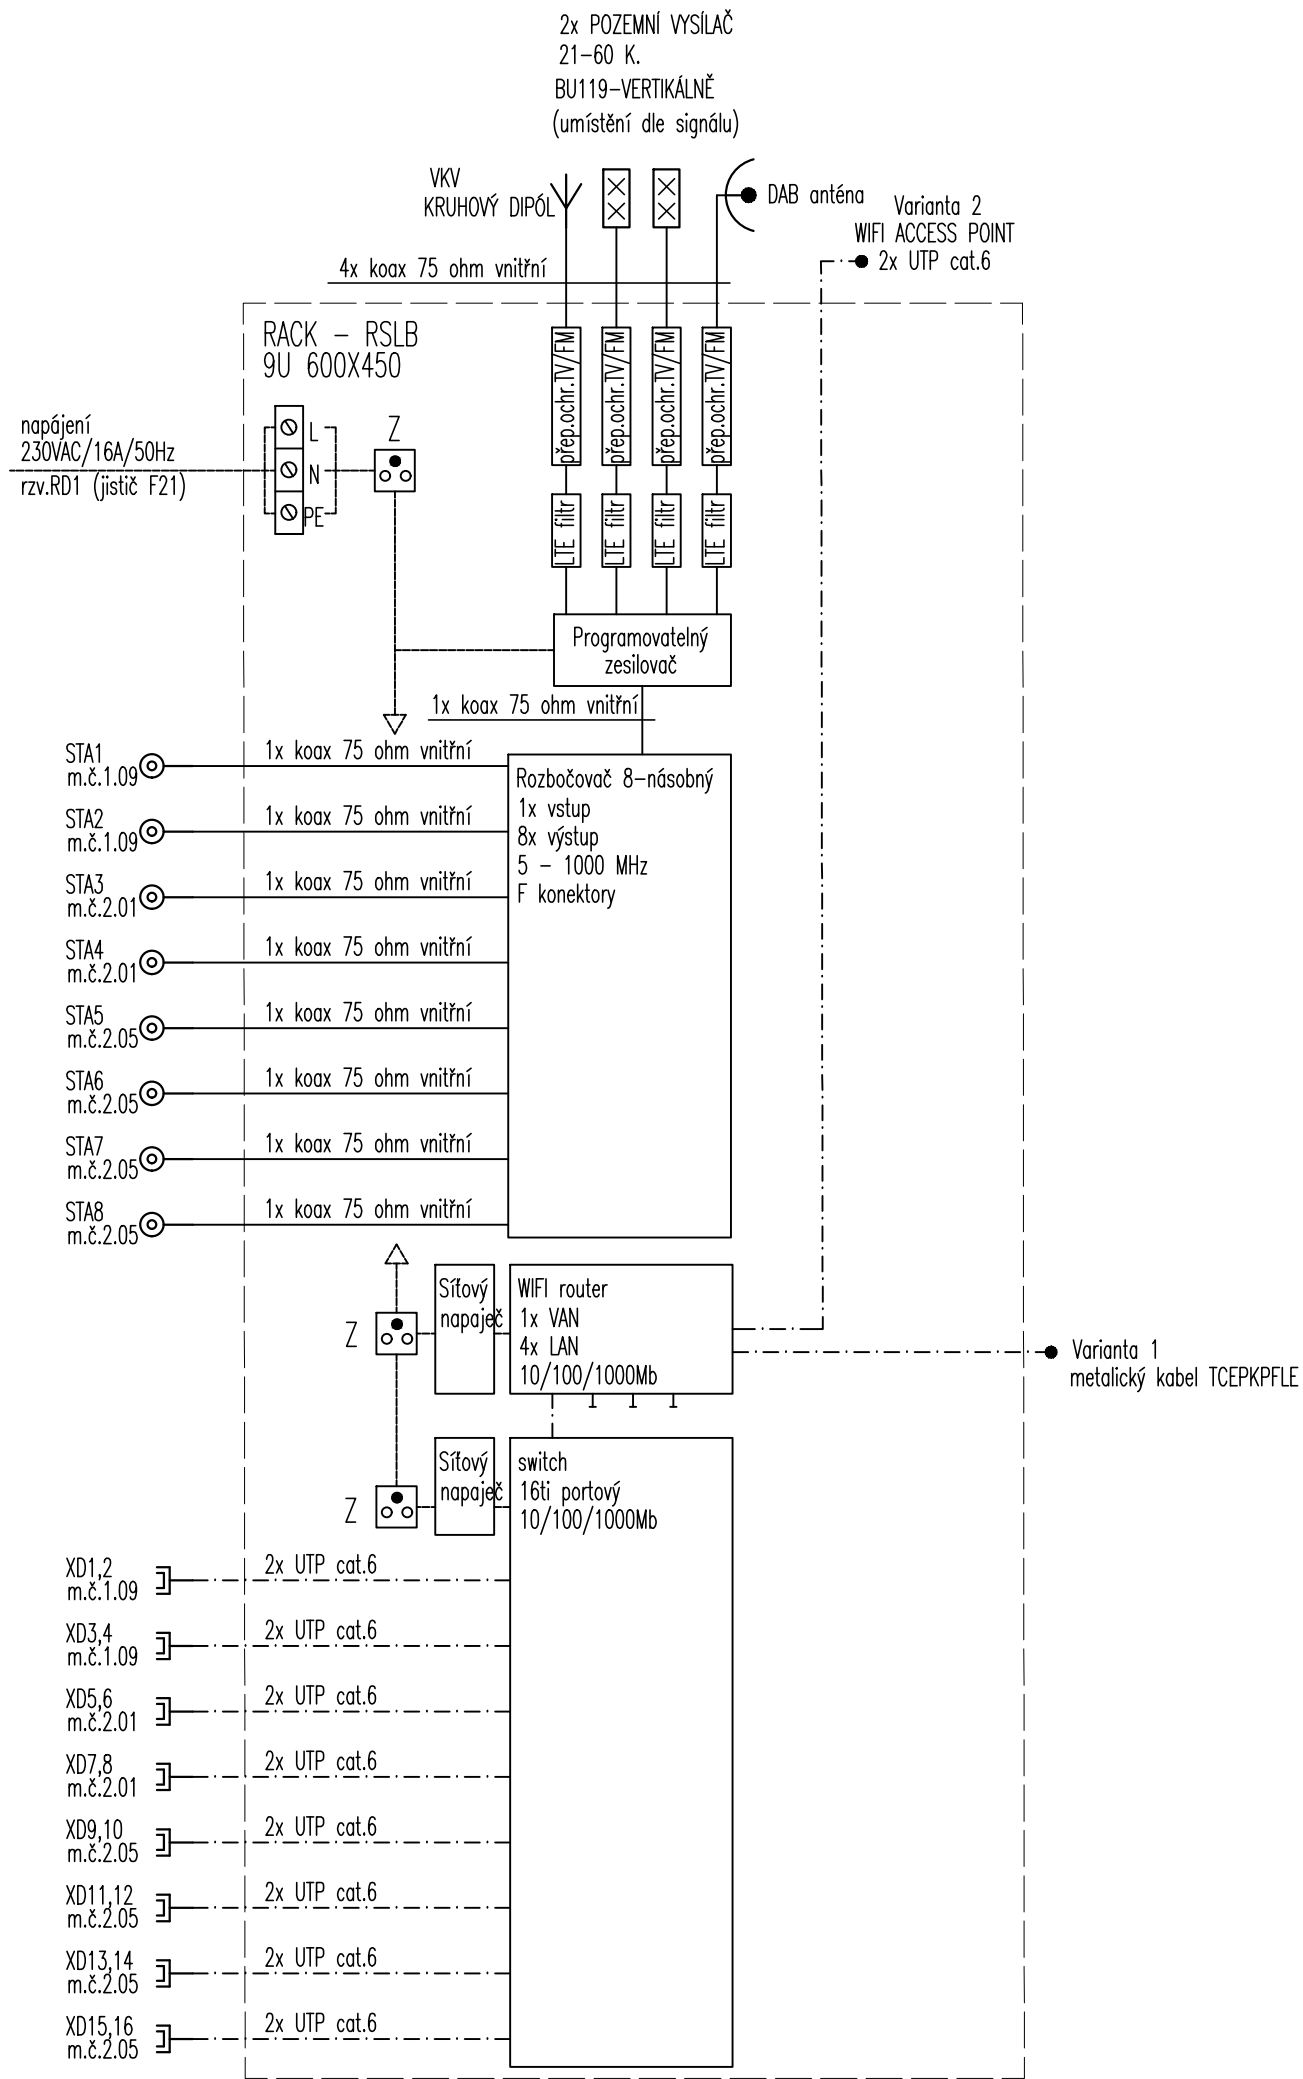 2x POZEMNÍ VYSÍLAČ
21-60 K.
BU119-VERTIKÁLNĚ
(umístění dle signálu)
VKV
KRUHOVÝ DIPÓL
DAB anténa
Varianta 2
WIFI ACCESS POINT
2x UTP cat.6
4x koax 75 ohm vnitřní
RACK - RSLB
9U 600X450
přep.ochr.TV/FM
přep.ochr.TV/FM
přep.ochr.TV/FM
přep.ochr.TV/FM
napájení
230VAC/16A/50Hz
rzv.RD1 (jistič F21)
L
N
PE
Z
LTE filtr
LTE filtr
LTE filtr
LTE filtr
Programovatelný
zesilovač
1x koax 75 ohm vnitřní
STA1
m.č.1.09
1x koax 75 ohm vnitřní
STA2
m.č.1.09
1x koax 75 ohm vnitřní
STA3
m.č.2.01
1x koax 75 ohm vnitřní
STA4
m.č.2.01
1x koax 75 ohm vnitřní
STA5
m.č.2.05
1x koax 75 ohm vnitřní
STA6
m.č.2.05
1x koax 75 ohm vnitřní
STA7
m.č.2.05
1x koax 75 ohm vnitřní
STA8
m.č.2.05
1x koax 75 ohm vnitřní
Rozbočovač 8-násobný
1x vstup
8x výstup
5 - 1000 MHz
F konektory
Z
Síťový
napaječ
WIFI router
1x VAN
4x LAN
10/100/1000Mb
Varianta 1
metalický kabel TCEPKPFLE
Z
Síťový
napaječ
switch
16ti portový
10/100/1000Mb
XD1,2
m.č.1.09
2x UTP cat.6
XD3,4
m.č.1.09
2x UTP cat.6
XD5,6
m.č.2.01
2x UTP cat.6
XD7,8
m.č.2.01
2x UTP cat.6
XD9,10
m.č.2.05
2x UTP cat.6
XD11,12
m.č.2.05
2x UTP cat.6
XD13,14
m.č.2.05
2x UTP cat.6
XD15,16
m.č.2.05
2x UTP cat.6